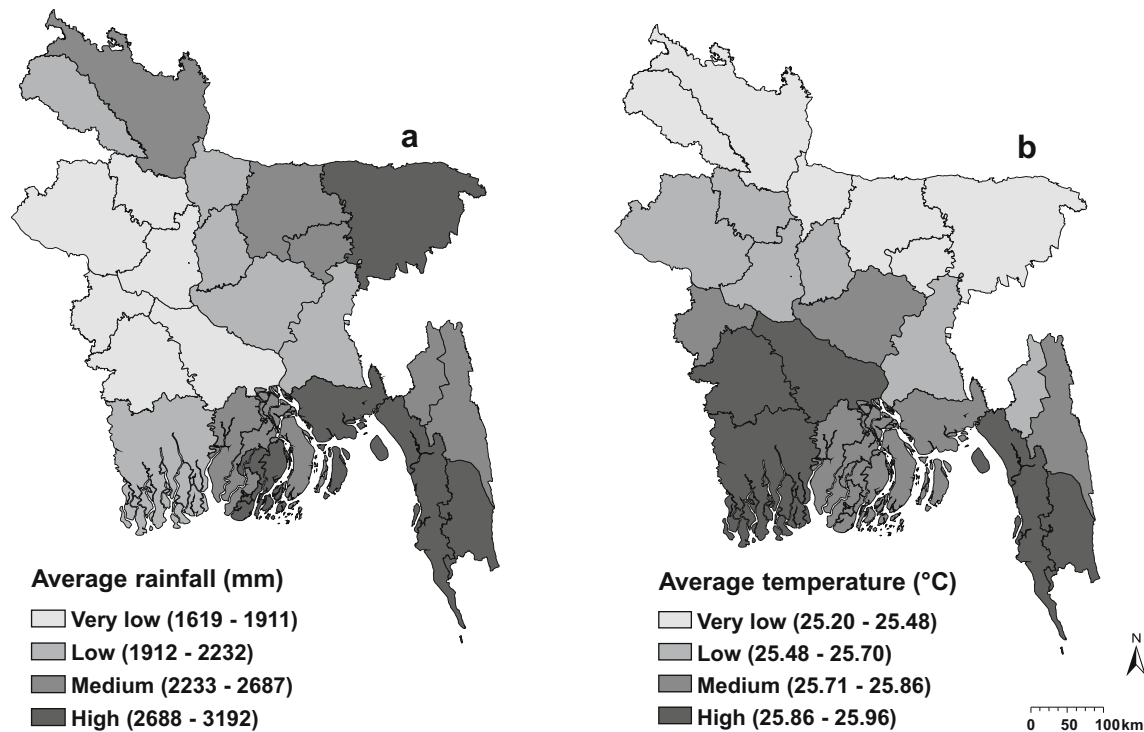 a
b
Average rainfall (mm)
Very low (1619 - 1911)
Low (1912 - 2232)
Medium (2233 - 2687)
High (2688 - 3192)
Average temperature (°C)
Very low (25.20 - 25.48)
Low (25.48 - 25.70)
Medium (25.71 - 25.86)
High (25.86 - 25.96)
N
0 50 100 km